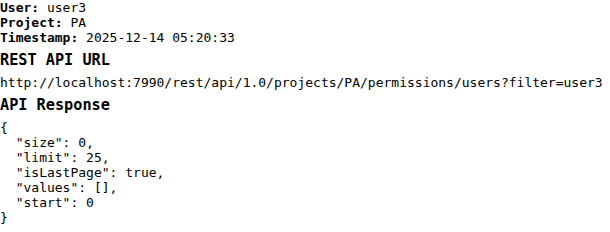 User: user3
Project: PA
Timestamp: 2025-12-14 05:20:33
REST API URL
http://localhost:7990/rest/api/1.0/projects/PA/permissions/users?filter=user3
API Response
{
  "size": 0,
  "limit": 25,
  "isLastPage": true,
  "values": [],
  "start": 0
}